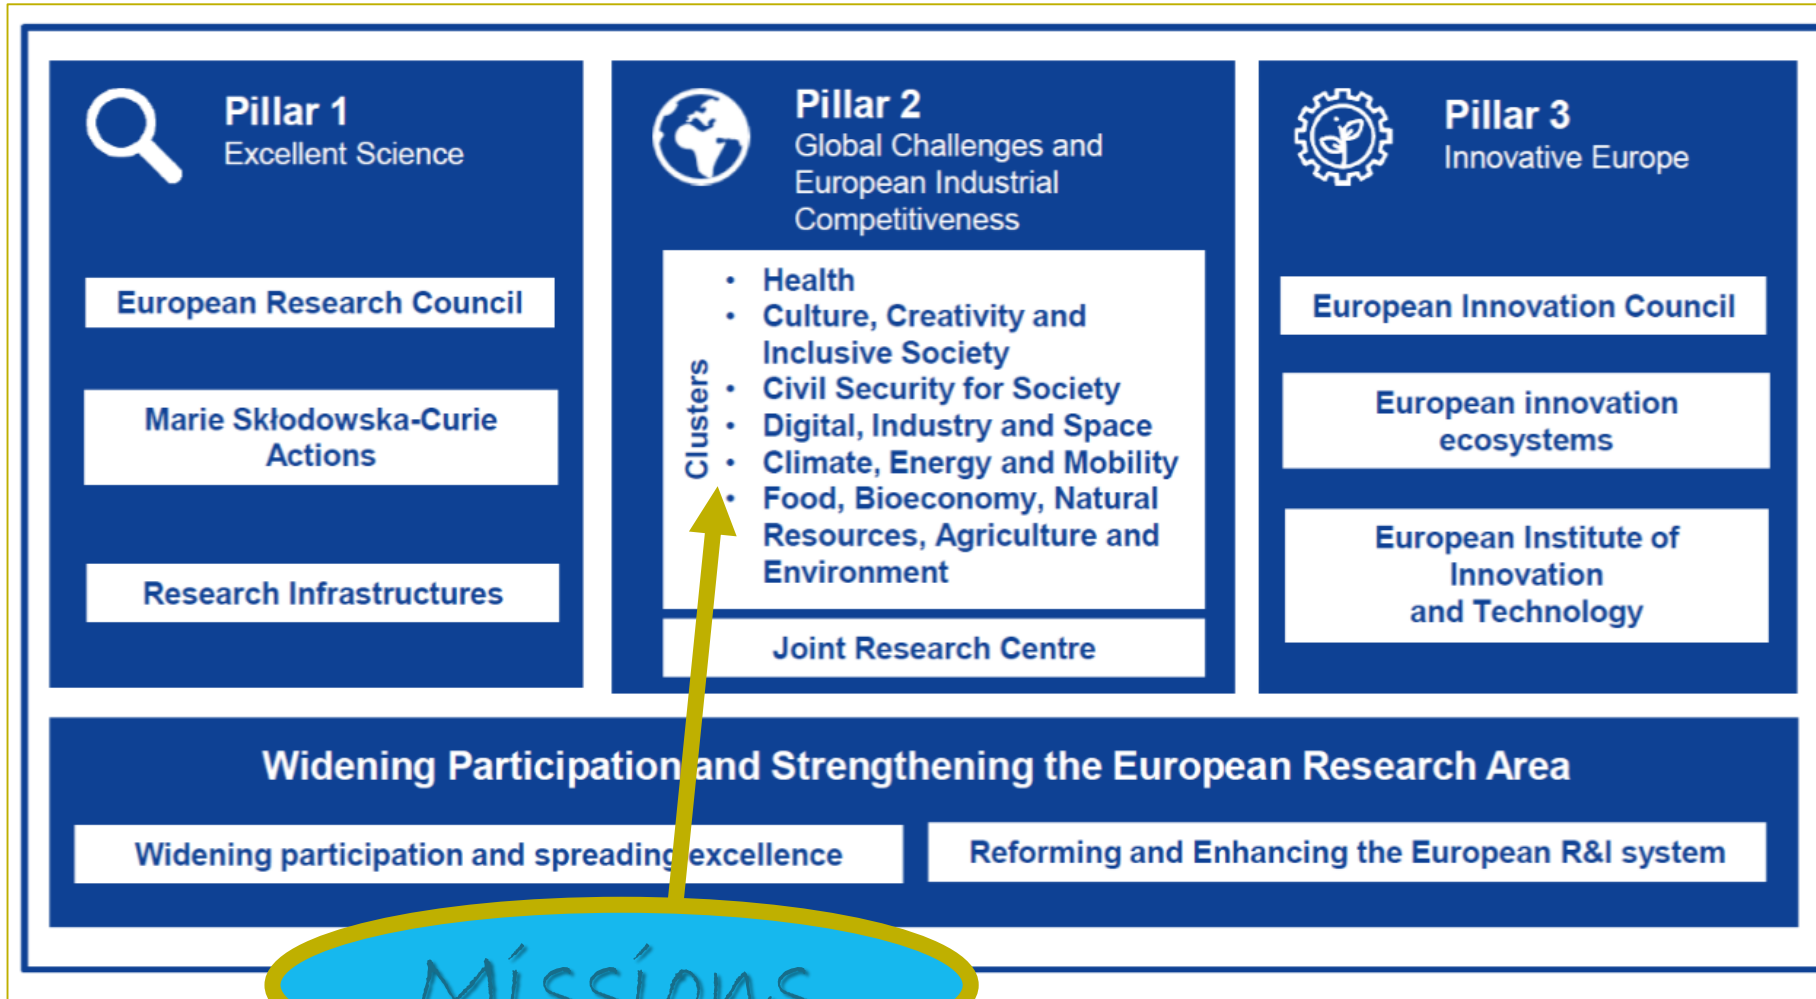 Pillar 1
Excellent Science
European Research Council
Marie Skłodowska-Curie
Actions
Research Infrastructures
Pillar 2
Global Challenges and
European Industrial
Competitiveness
Clusters
• Health
• Culture, Creativity and
Inclusive Society
• Civil Security for Society
• Digital, Industry and Space
• Climate, Energy and Mobility
• Food, Bioeconomy, Natural
Resources, Agriculture and
Environment
Joint Research Centre
Pillar 3
Innovative Europe
European Innovation Council
European innovation
ecosystems
European Institute of
Innovation
and Technology
Widening Participation and Strengthening the European Research Area
Widening participation and spreading excellence
Reforming and Enhancing the European R&I system
Missions